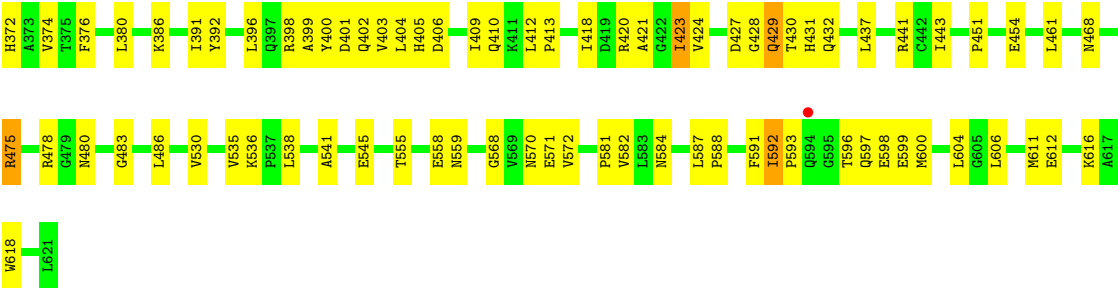 H372 A373 V374 T375 F376 L380 K386 I391 Y392 L396 Q397 R398 A399 Y400 D401 Q402 V403 L404 H405 D406 I409 Q410 K411 L412 P413 I418 D419 R420 A421 G422 I423 V424 D427 G428 Q429 T430 H431 Q432 L437 R441 C442 I443 P451 E454 L461 N468
R475 R478 G479 N480 G483 L486 V530 V535 K536 P537 L538 A541 E545 T555 E558 N559 G568 V569 N570 E571 V572 P581 V582 L583 N584 L587 P588 F591 I592 P593 Q594 G595 T596 Q597 E598 E599 M600 L604 G605 L606 M611 E612 K616 A617
W618 L621